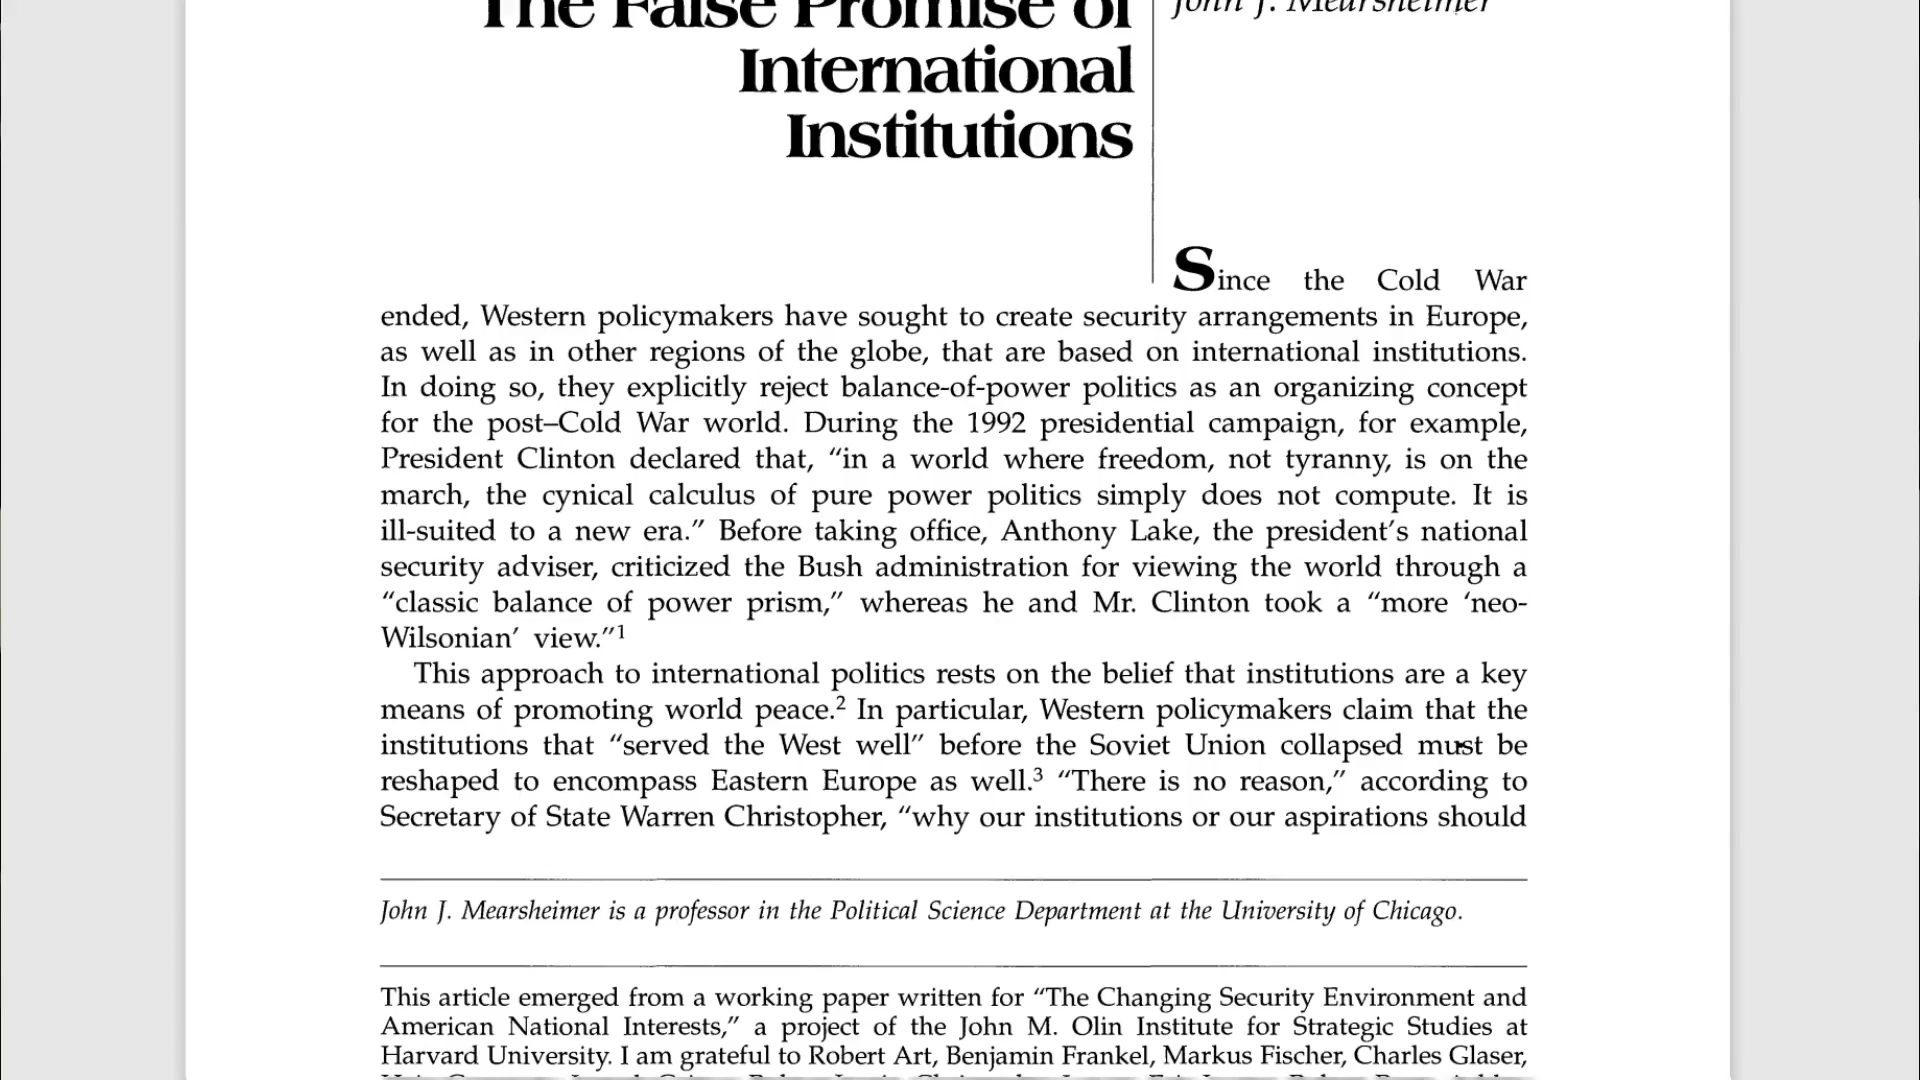 The False Promise of
International
Institutions
John J. Mearsheimer
Since the Cold War
ended, Western policymakers have sought to create security arrangements in Europe,
as well as in other regions of the globe, that are based on international institutions.
In doing so, they explicitly reject balance-of-power politics as an organizing concept
for the post–Cold War world. During the 1992 presidential campaign, for example,
President Clinton declared that, “in a world where freedom, not tyranny, is on the
march, the cynical calculus of pure power politics simply does not compute. It is
ill-suited to a new era.” Before taking office, Anthony Lake, the president’s national
security adviser, criticized the Bush administration for viewing the world through a
“classic balance of power prism,” whereas he and Mr. Clinton took a “more ‘neo-
Wilsonian’ view.”1
This approach to international politics rests on the belief that institutions are a key
means of promoting world peace.2 In particular, Western policymakers claim that the
institutions that “served the West well” before the Soviet Union collapsed must be
reshaped to encompass Eastern Europe as well.3 “There is no reason,” according to
Secretary of State Warren Christopher, “why our institutions or our aspirations should
John J. Mearsheimer is a professor in the Political Science Department at the University of Chicago.
This article emerged from a working paper written for “The Changing Security Environment and
American National Interests,” a project of the John M. Olin Institute for Strategic Studies at
Harvard University. I am grateful to Robert Art, Benjamin Frankel, Markus Fischer, Charles Glaser,